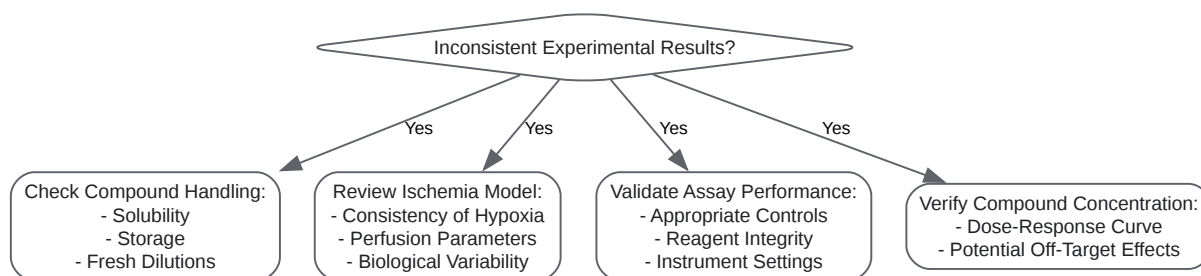 Inconsistent Experimental Results?
Yes
Yes
Yes
Yes
Check Compound Handling:
- Solubility
- Storage
- Fresh Dilutions
Review Ischemia Model:
- Consistency of Hypoxia
- Perfusion Parameters
- Biological Variability
Validate Assay Performance:
- Appropriate Controls
- Reagent Integrity
- Instrument Settings
Verify Compound Concentration:
- Dose-Response Curve
- Potential Off-Target Effects